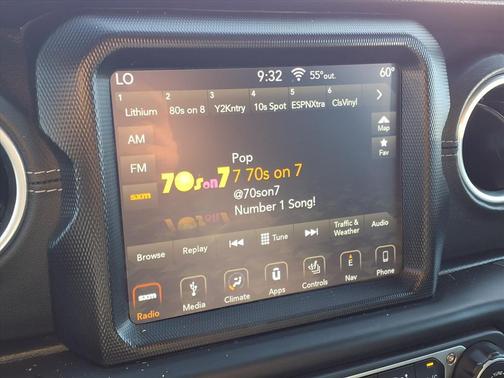 LO 9:32 55°out. 60°
1 2 3 4 5 6
Lithium 80s on 8 Y2Kntry 10s Spot ESPNXtra ClsVinyl
AM
Map
FM
Fav
sxm
70s on 7
Pop
7 70s on 7
@70son7
Number 1 Song!
Browse Replay Tune Traffic & Weather Audio
sxm
Radio Media Climate Apps Controls Nav Phone